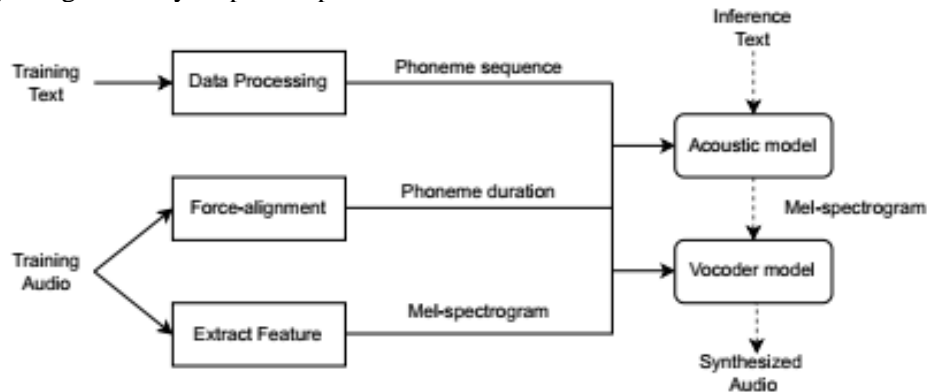 Inference
Text
Training
Text
Data Processing
Phoneme sequence
Acoustic model
Force-alignment
Phoneme duration
Mel-spectrogram
Training
Audio
Vocoder model
Extract Feature
Mel-spectrogram
Synthesized
Audio